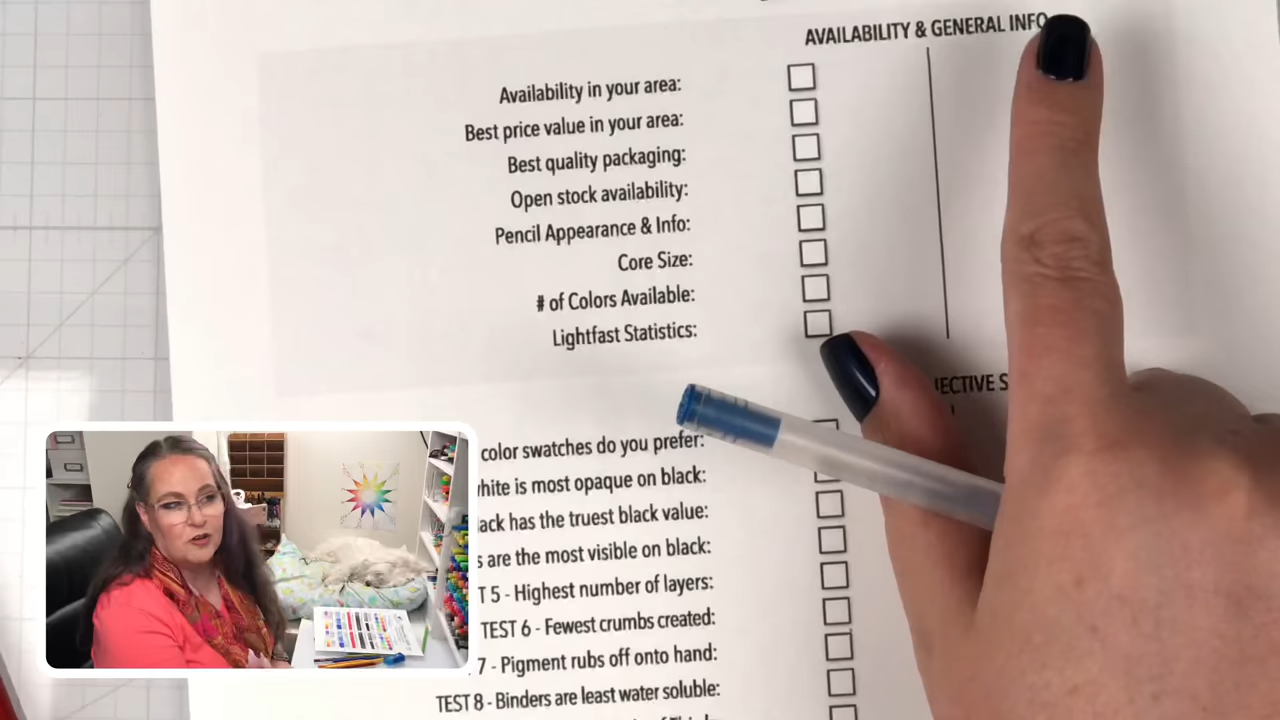 AVAILABILITY & GENERAL INFO
Availability in your area:
Best price value in your area:
Best quality packaging:
Open stock availability:
Pencil Appearance & Info:
Core Size:
# of Colors Available:
Lightfast Statistics:
color swatches do you prefer:
is most opaque on black:
has the truest black value:
are the most visible on black:
5 - Highest number of layers:
TEST 6 - Fewest crumbs created:
7 - Pigment rubs off onto hand:
TEST 8 - Binders are least water soluble: